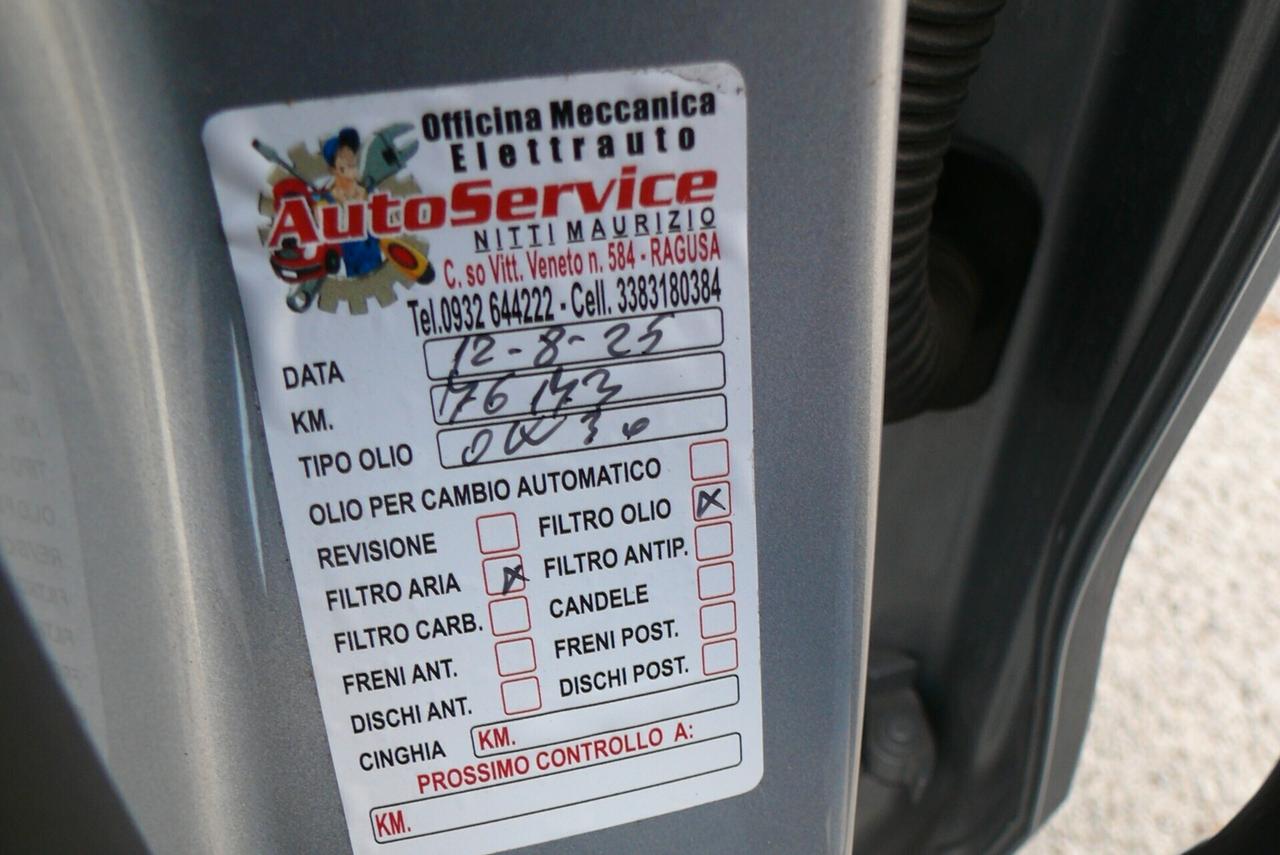 Officina Meccanica
Elettrauto
AutoService
NITTI MAURIZIO
C. so Vitt. Veneto n. 584 - RAGUSA
Tel.0932 644222 - Cell. 3383180384
DATA 12-8-25
KM. 176173
TIPO OLIO 0W30
OLIO PER CAMBIO AUTOMATICO
REVISIONE FILTRO OLIO X
FILTRO ARIA X FILTRO ANTIP.
FILTRO CARB. CANDELE
FRENI ANT. FRENI POST.
DISCHI ANT. DISCHI POST.
CINGHIA KM.
PROSSIMO CONTROLLO A:
KM.